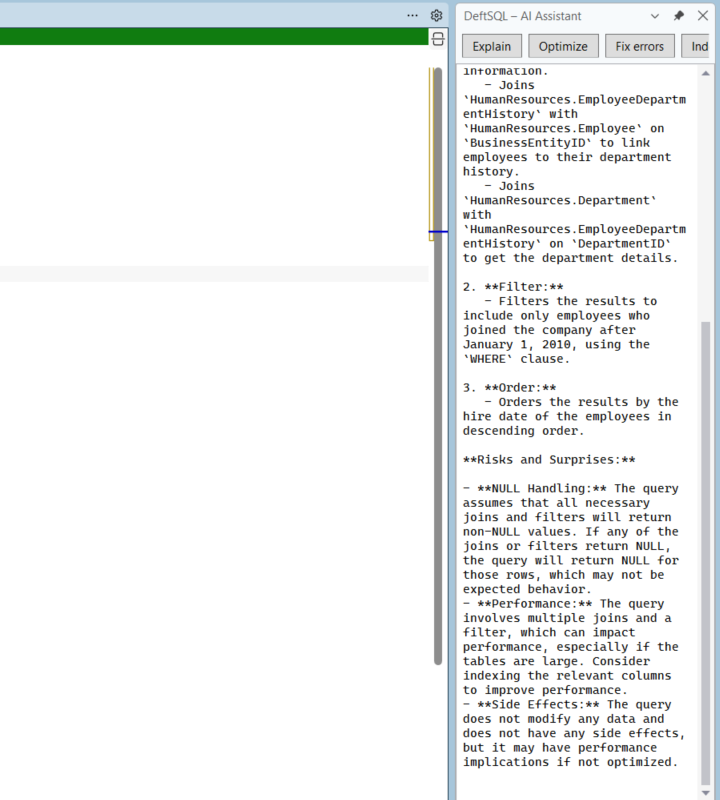 DeftSQL – AI Assistant
Explain
Optimize
Fix errors
Ind
information.
- Joins
`HumanResources.EmployeeDepartm
entHistory` with
`HumanResources.Employee` on
`BusinessEntityID` to link
employees to their department
history.
- Joins
`HumanResources.Department`
with
`HumanResources.EmployeeDepartm
entHistory` on `DepartmentID`
to get the department details.
2. **Filter:**
- Filters the results to
include only employees who
joined the company after
January 1, 2010, using the
`WHERE` clause.
3. **Order:**
- Orders the results by the
hire date of the employees in
descending order.
**Risks and Surprises:**
- **NULL Handling:** The query
assumes that all necessary
joins and filters will return
non-NULL values. If any of the
joins or filters return NULL,
the query will return NULL for
those rows, which may not be
expected behavior.
- **Performance:** The query
involves multiple joins and a
filter, which can impact
performance, especially if the
tables are large. Consider
indexing the relevant columns
to improve performance.
- **Side Effects:** The query
does not modify any data and
does not have any side effects,
but it may have performance
implications if not optimized.